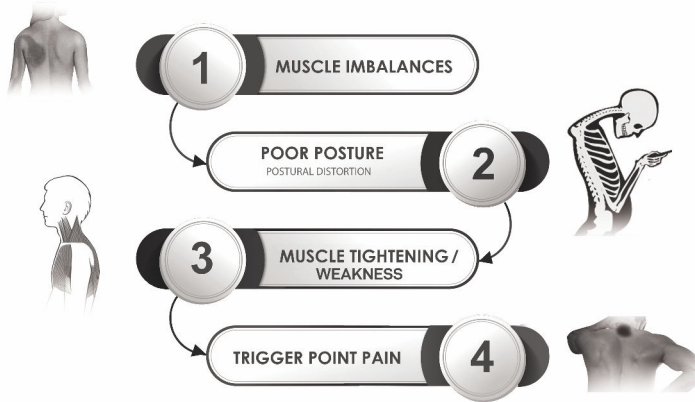 1
MUSCLE IMBALANCES
POOR POSTURE
POSTURAL DISTORTION
2
3
MUSCLE TIGHTENING /
WEAKNESS
TRIGGER POINT PAIN
4